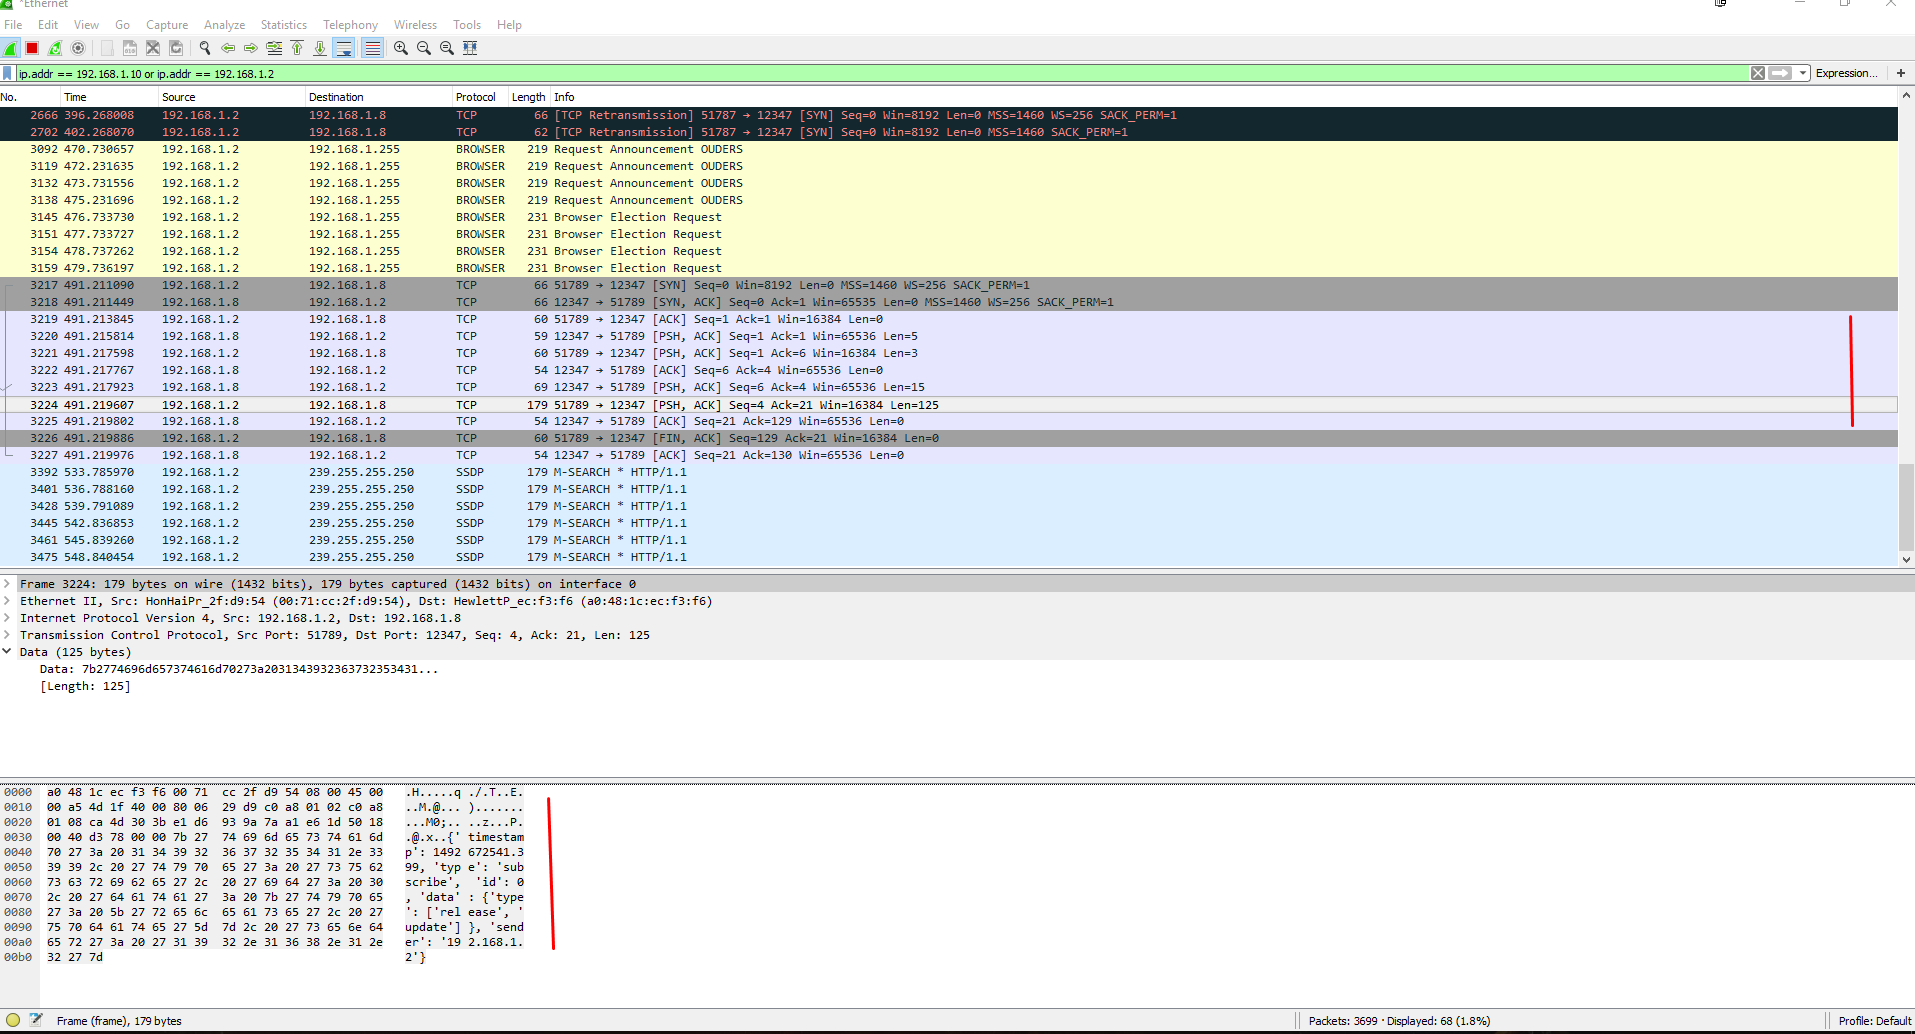 *Ethernet
File Edit View Go Capture Analyze Statistics Telephony Wireless Tools Help
ip.addr == 192.168.1.10 or ip.addr == 192.168.1.2 Expression... +
No. Time Source Destination Protocol Length Info
2666 396.268008 192.168.1.2 192.168.1.8 TCP 66 [TCP Retransmission] 51787 → 12347 [SYN] Seq=0 Win=8192 Len=0 MSS=1460 WS=256 SACK_PERM=1
2702 402.268070 192.168.1.2 192.168.1.8 TCP 62 [TCP Retransmission] 51787 → 12347 [SYN] Seq=0 Win=8192 Len=0 MSS=1460 SACK_PERM=1
3092 470.730657 192.168.1.2 192.168.1.255 BROWSER 219 Request Announcement OUDERS
3119 472.231635 192.168.1.2 192.168.1.255 BROWSER 219 Request Announcement OUDERS
3132 473.731556 192.168.1.2 192.168.1.255 BROWSER 219 Request Announcement OUDERS
3138 475.231696 192.168.1.2 192.168.1.255 BROWSER 219 Request Announcement OUDERS
3145 476.733730 192.168.1.2 192.168.1.255 BROWSER 231 Browser Election Request
3151 477.733727 192.168.1.2 192.168.1.255 BROWSER 231 Browser Election Request
3154 478.737262 192.168.1.2 192.168.1.255 BROWSER 231 Browser Election Request
3159 479.736197 192.168.1.2 192.168.1.255 BROWSER 231 Browser Election Request
3217 491.211090 192.168.1.2 192.168.1.8 TCP 66 51789 → 12347 [SYN] Seq=0 Win=8192 Len=0 MSS=1460 WS=256 SACK_PERM=1
3218 491.211449 192.168.1.8 192.168.1.2 TCP 66 12347 → 51789 [SYN, ACK] Seq=0 Ack=1 Win=65535 Len=0 MSS=1460 WS=256 SACK_PERM=1
3219 491.213845 192.168.1.2 192.168.1.8 TCP 60 51789 → 12347 [ACK] Seq=1 Ack=1 Win=16384 Len=0
3220 491.215814 192.168.1.8 192.168.1.2 TCP 59 12347 → 51789 [PSH, ACK] Seq=1 Ack=1 Win=65536 Len=5
3221 491.217598 192.168.1.2 192.168.1.8 TCP 60 51789 → 12347 [PSH, ACK] Seq=1 Ack=6 Win=16384 Len=3
3222 491.217767 192.168.1.8 192.168.1.2 TCP 54 12347 → 51789 [ACK] Seq=6 Ack=4 Win=65536 Len=0
3223 491.217923 192.168.1.8 192.168.1.2 TCP 69 12347 → 51789 [PSH, ACK] Seq=6 Ack=4 Win=65536 Len=15
3224 491.219607 192.168.1.2 192.168.1.8 TCP 179 51789 → 12347 [PSH, ACK] Seq=4 Ack=21 Win=16384 Len=125
3225 491.219802 192.168.1.8 192.168.1.2 TCP 54 12347 → 51789 [ACK] Seq=21 Ack=129 Win=65536 Len=0
3226 491.219886 192.168.1.2 192.168.1.8 TCP 60 51789 → 12347 [FIN, ACK] Seq=129 Ack=21 Win=16384 Len=0
3227 491.219976 192.168.1.8 192.168.1.2 TCP 54 12347 → 51789 [ACK] Seq=21 Ack=130 Win=65536 Len=0
3392 533.785970 192.168.1.2 239.255.255.250 SSDP 179 M-SEARCH * HTTP/1.1
3401 536.788160 192.168.1.2 239.255.255.250 SSDP 179 M-SEARCH * HTTP/1.1
3428 539.791089 192.168.1.2 239.255.255.250 SSDP 179 M-SEARCH * HTTP/1.1
3445 542.836853 192.168.1.2 239.255.255.250 SSDP 179 M-SEARCH * HTTP/1.1
3461 545.839260 192.168.1.2 239.255.255.250 SSDP 179 M-SEARCH * HTTP/1.1
3475 548.840454 192.168.1.2 239.255.255.250 SSDP 179 M-SEARCH * HTTP/1.1
Frame 3224: 179 bytes on wire (1432 bits), 179 bytes captured (1432 bits) on interface 0
Ethernet II, Src: HonHaiPr_2f:d9:54 (00:71:cc:2f:d9:54), Dst: HewlettP_ec:f3:f6 (a0:48:1c:ec:f3:f6)
Internet Protocol Version 4, Src: 192.168.1.2, Dst: 192.168.1.8
Transmission Control Protocol, Src Port: 51789, Dst Port: 12347, Seq: 4, Ack: 21, Len: 125
Data (125 bytes)
Data: 7b2774696d657374616d70273a20313439323637323534 31...
[Length: 125]
0000 a0 48 1c ec f3 f6 00 71 cc 2f d9 54 08 00 45 00 .H.....q ./.T..E.
0010 00 a5 4d 1f 40 00 80 06 29 d9 c0 a8 01 02 c0 a8 ..M.@... ).......
0020 01 08 ca 4d 30 3b e1 d6 93 9a 7a a1 e6 1d 50 18 ...M0;.. ..z...P.
0030 00 40 d3 78 00 00 7b 27 74 69 6d 65 73 74 61 6d .@.x..{' timestam
0040 70 27 3a 20 31 34 39 32 36 37 32 35 34 31 2e 33 p': 1492 672541.3
0050 39 39 2c 20 27 74 79 70 65 27 3a 20 27 73 75 62 99, 'typ e': 'sub
0060 73 63 72 69 62 65 27 2c 20 27 69 64 27 3a 20 30 scribe', 'id': 0
0070 2c 20 27 64 61 74 61 27 3a 20 7b 27 74 79 70 65 , 'data' : {'type
0080 27 3a 20 5b 27 72 65 6c 65 61 73 65 27 2c 20 27 ': ['rel ease', '
0090 75 70 64 61 74 65 27 5d 7d 2c 20 27 73 65 6e 64 update'] }, 'send
00a0 65 72 27 3a 20 27 31 39 32 2e 31 36 38 2e 31 2e er': '19 2.168.1.
00b0 32 27 7d 2'}
Frame (frame), 179 bytes Packets: 3699 · Displayed: 68 (1.8%) Profile: Default